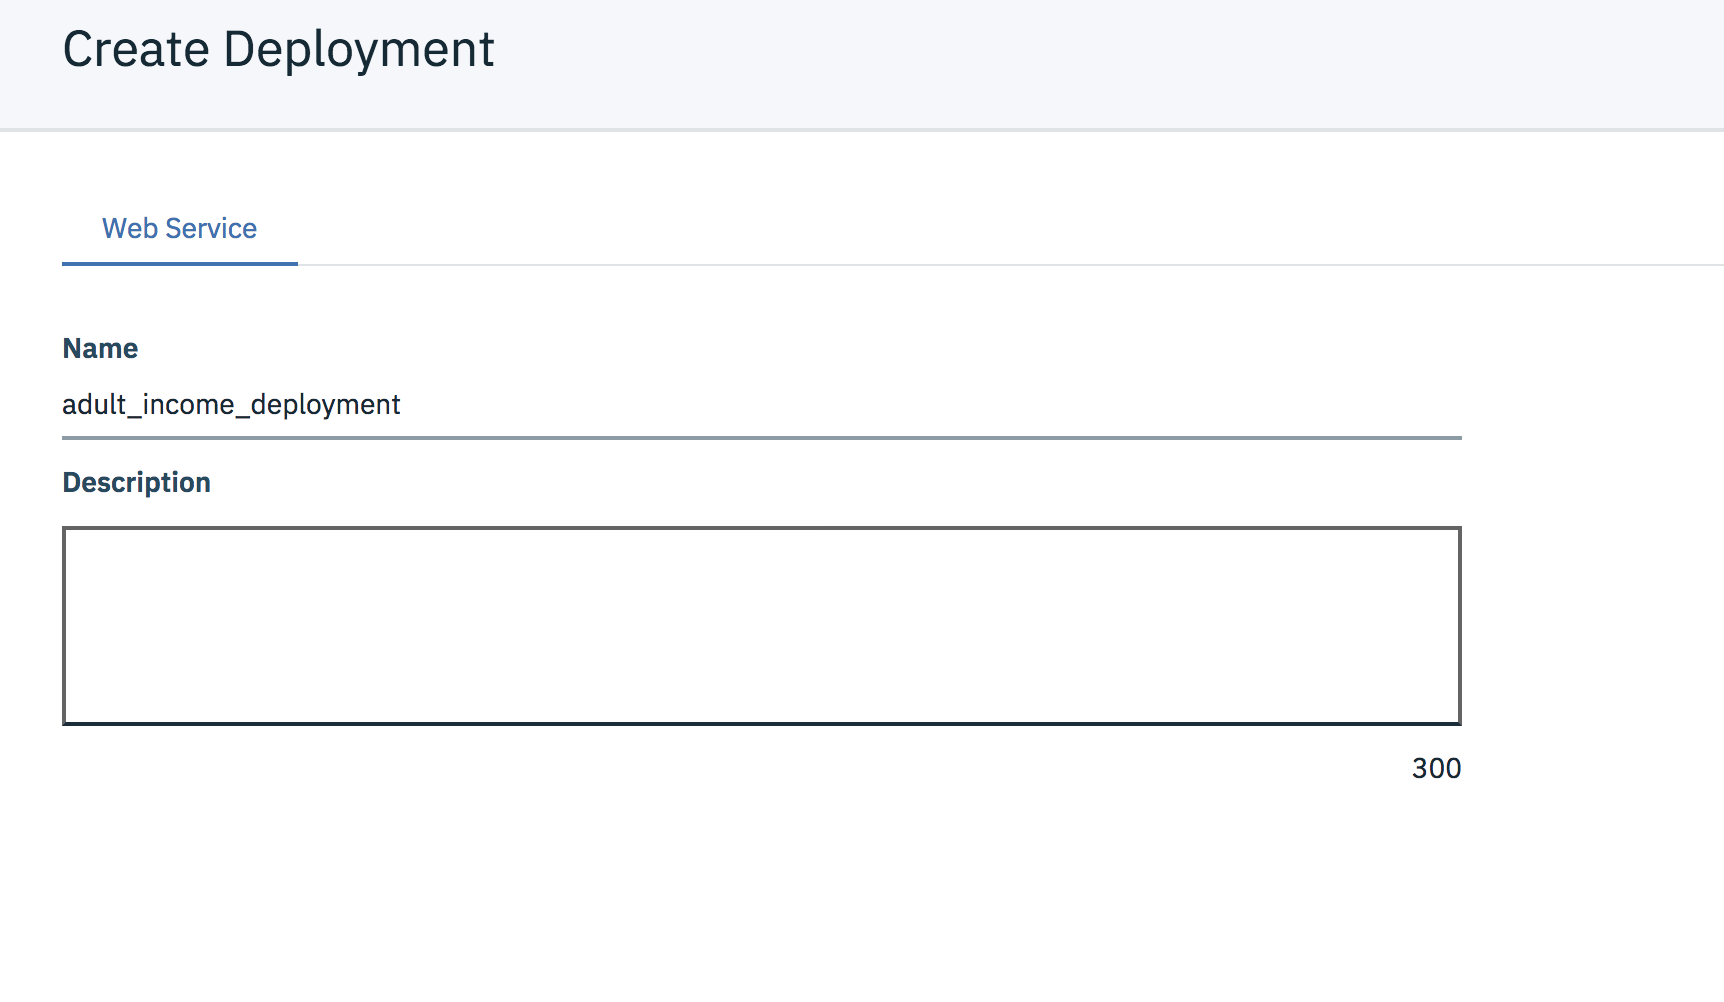 Create Deployment
Web Service
Name
adult_income_deployment
Description
300